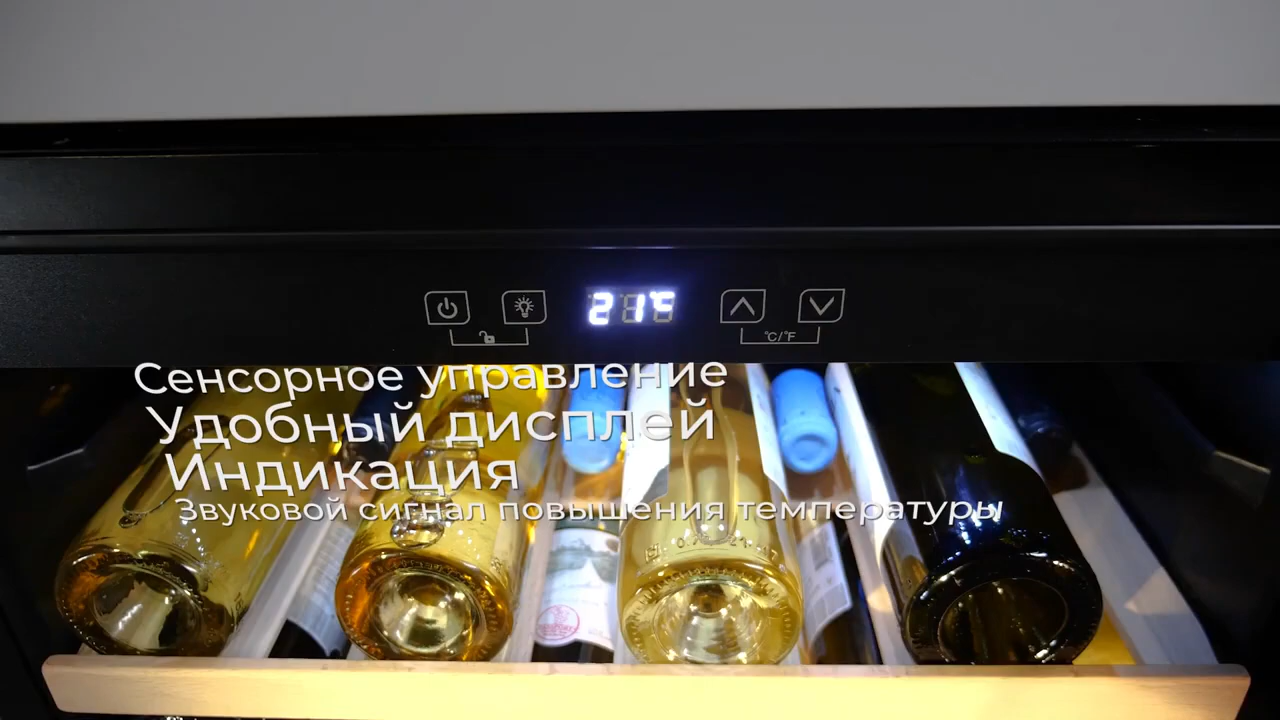 21°C
°C/°F
Сенсорное управление
Удобный дисплей
Индикация
Звуковой сигнал повышения температуры